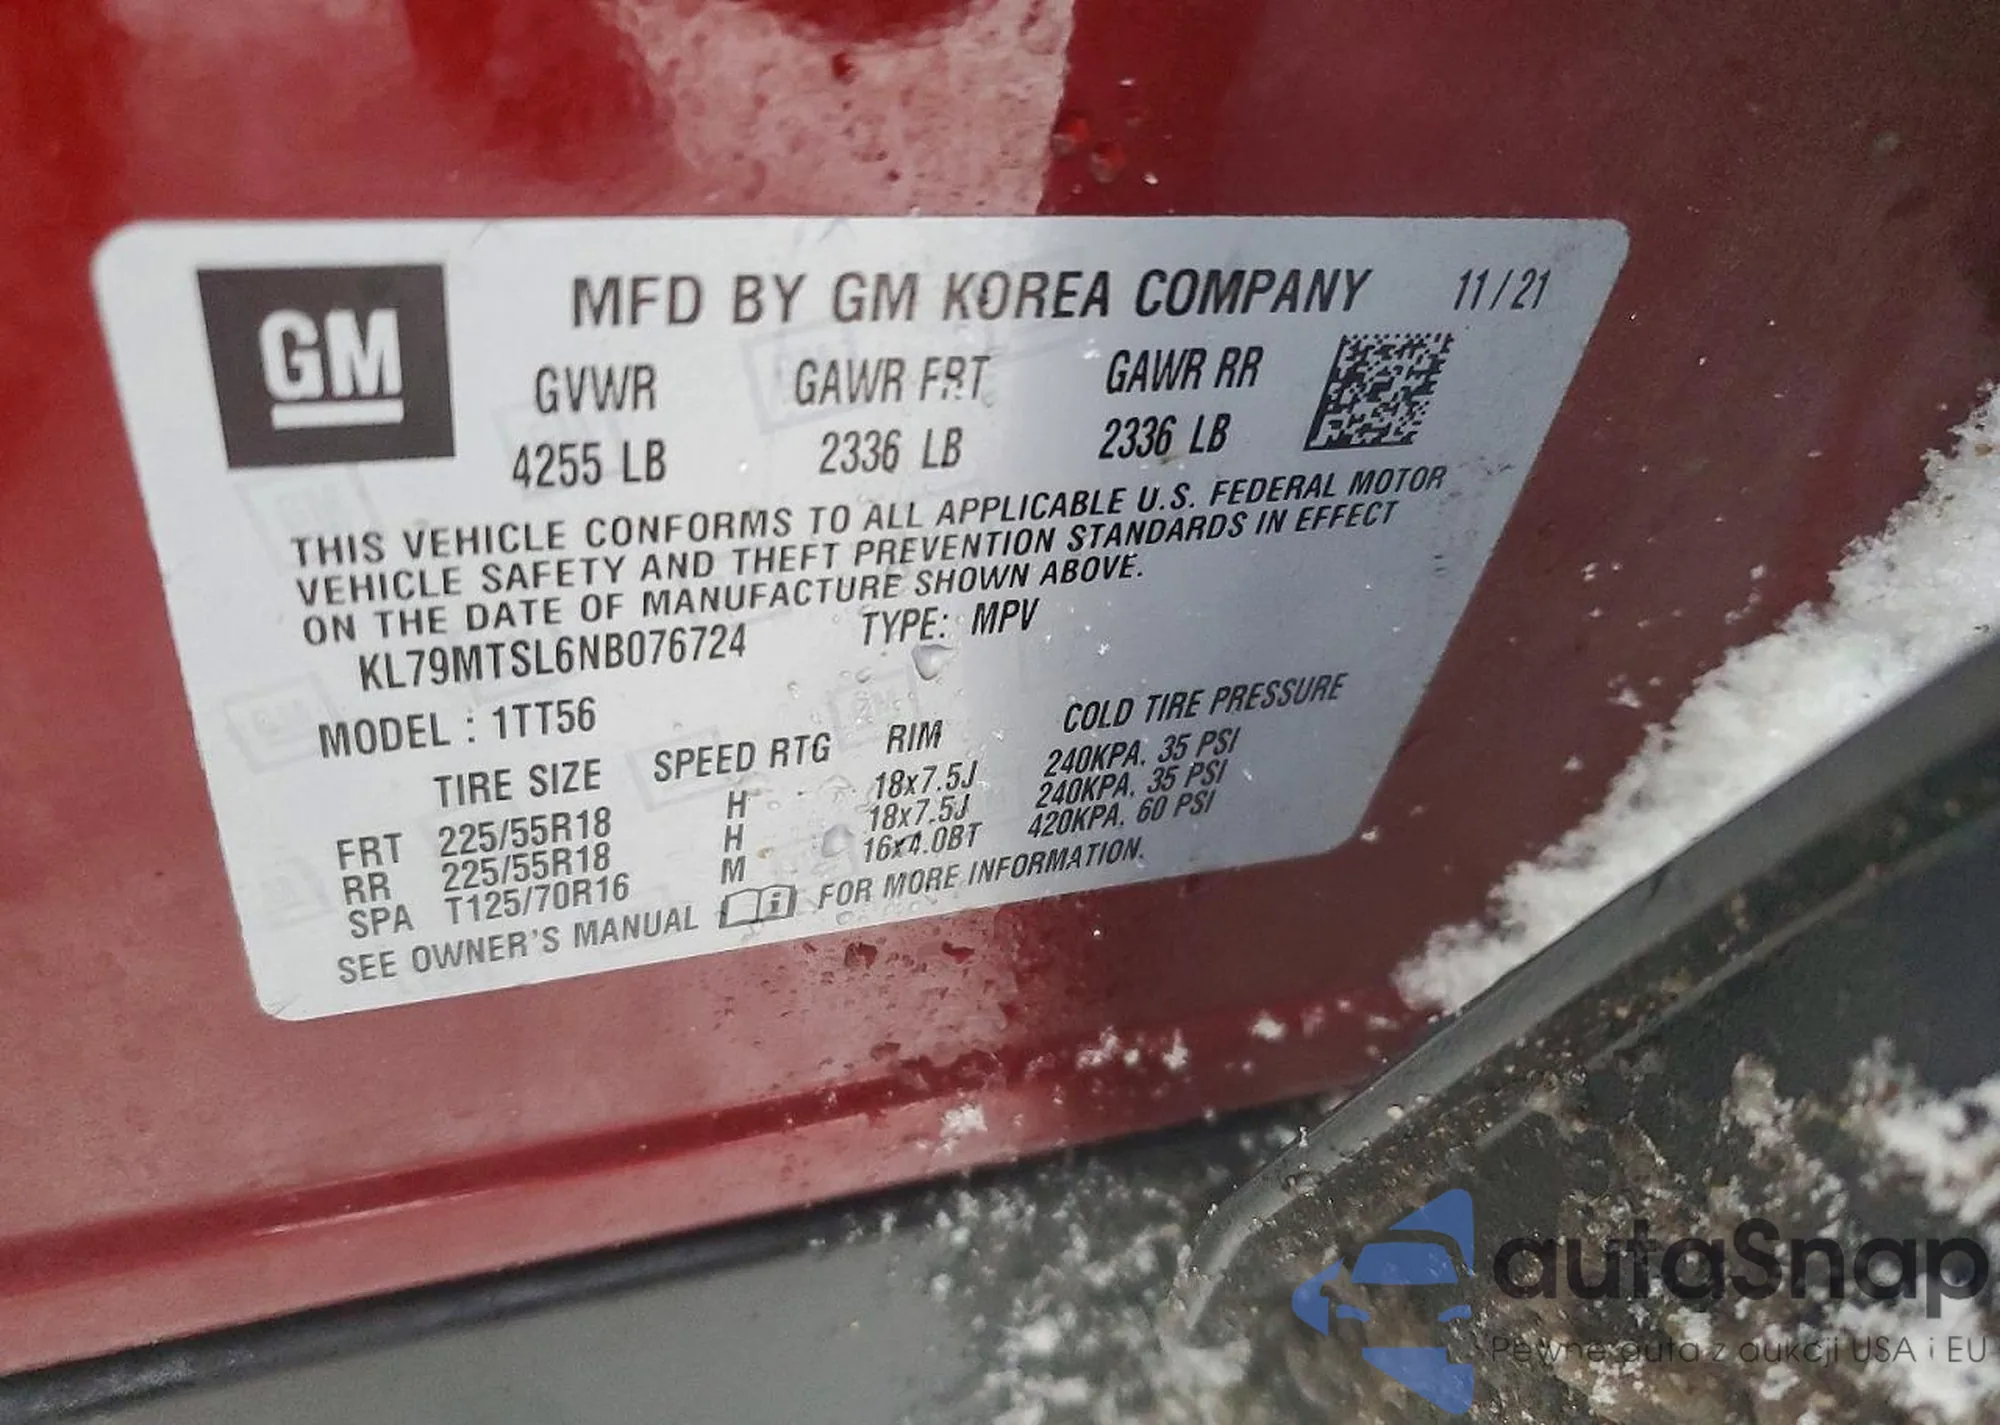 GM
MFD BY GM KOREA COMPANY 11/21
GVWR GAWR FRT GAWR RR
4255 LB 2336 LB 2336 LB
THIS VEHICLE CONFORMS TO ALL APPLICABLE U.S. FEDERAL MOTOR
VEHICLE SAFETY AND THEFT PREVENTION STANDARDS IN EFFECT
ON THE DATE OF MANUFACTURE SHOWN ABOVE.
KL79MTSL6NB076724 TYPE: MPV
MODEL : 1TT56
TIRE SIZE SPEED RTG RIM COLD TIRE PRESSURE
FRT 225/55R18 H 18x7.5J 240KPA, 35 PSI
RR 225/55R18 H 18x7.5J 240KPA, 35 PSI
SPA T125/70R16 M 16x4.0BT 420KPA, 60 PSI
SEE OWNER'S MANUAL i FOR MORE INFORMATION.
autaSnap
Pewne auta z aukcji USA i EU